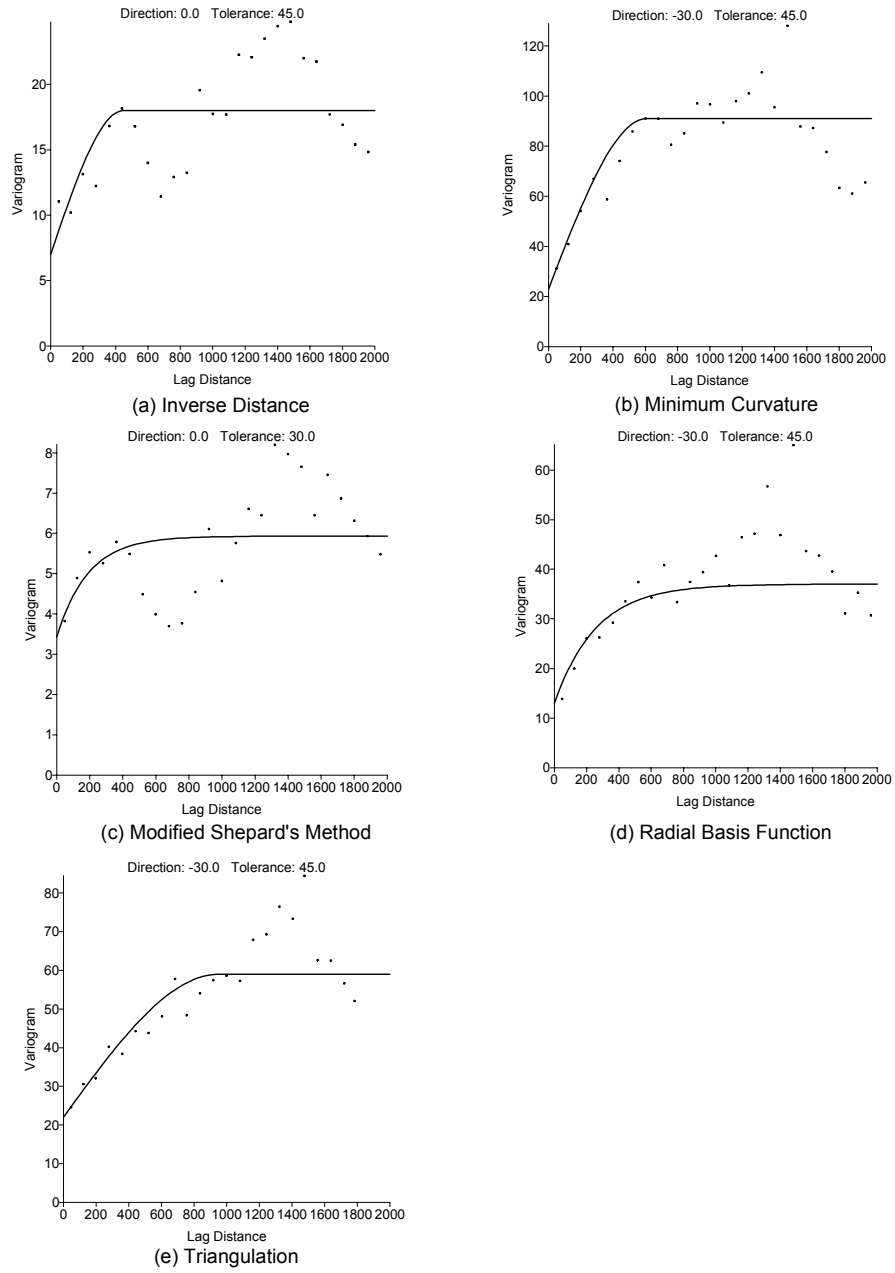 Direction: 0.0 Tolerance: 45.0
20
15
10
5
0
Variogram
0 200 400 600 800 1000 1200 1400 1600 1800 2000
Lag Distance
(a) Inverse Distance
Direction: -30.0 Tolerance: 45.0
120
100
80
60
40
20
0
Variogram
0 200 400 600 800 1000 1200 1400 1600 1800 2000
Lag Distance
(b) Minimum Curvature
Direction: 0.0 Tolerance: 30.0
8
7
6
5
4
3
2
1
0
Variogram
0 200 400 600 800 1000 1200 1400 1600 1800 2000
Lag Distance
(c) Modified Shepard's Method
Direction: -30.0 Tolerance: 45.0
60
50
40
30
20
10
0
Variogram
0 200 400 600 800 1000 1200 1400 1600 1800 2000
Lag Distance
(d) Radial Basis Function
Direction: -30.0 Tolerance: 45.0
80
70
60
50
40
30
20
10
0
Variogram
0 200 400 600 800 1000 1200 1400 1600 1800 2000
Lag Distance
(e) Triangulation